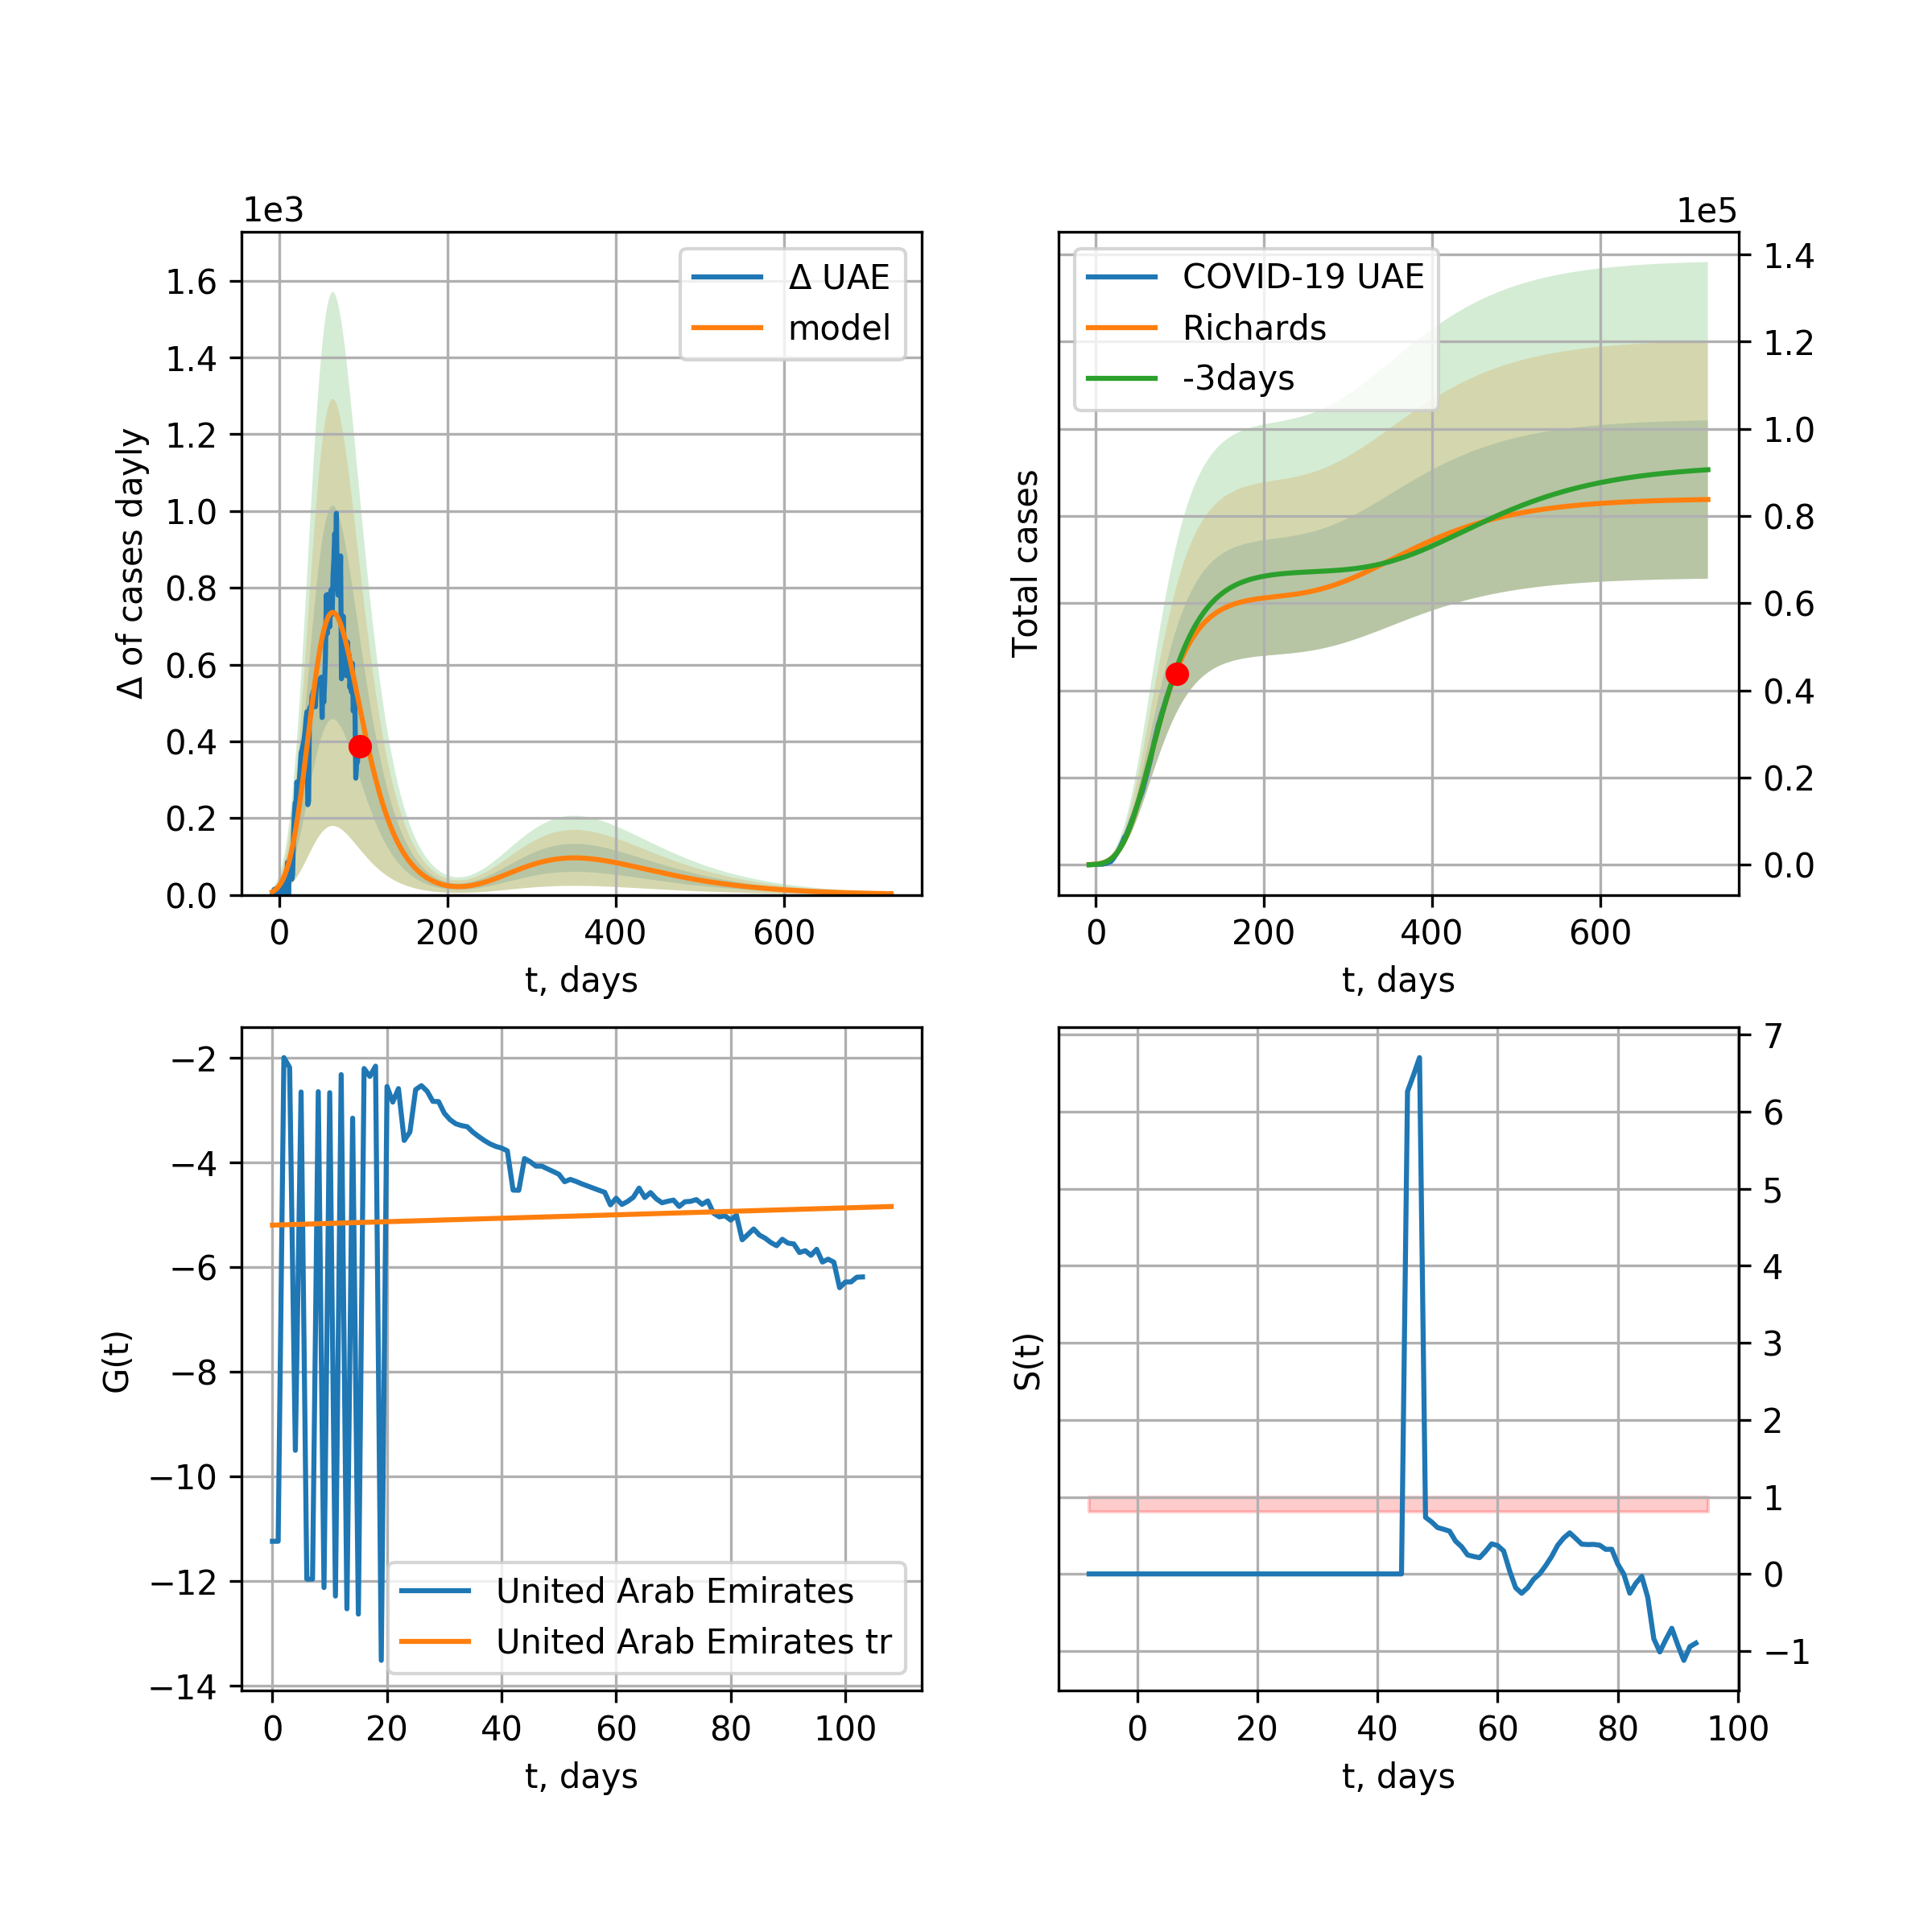 1e3
Δ UAE
model
1.6
1.4
1.2
1.0
0.8
0.6
0.4
0.2
0.0
Δ of cases dayly
0 200 400 600
t, days
1e5
COVID-19 UAE
Richards
-3days
1.4
1.2
1.0
0.8
0.6
0.4
0.2
0.0
Total cases
0 200 400 600
t, days
−2
−4
−6
−8
−10
−12
−14
G(t)
United Arab Emirates
United Arab Emirates tr
0 20 40 60 80 100
t, days
7
6
5
4
3
2
1
0
−1
S(t)
0 20 40 60 80 100
t, days